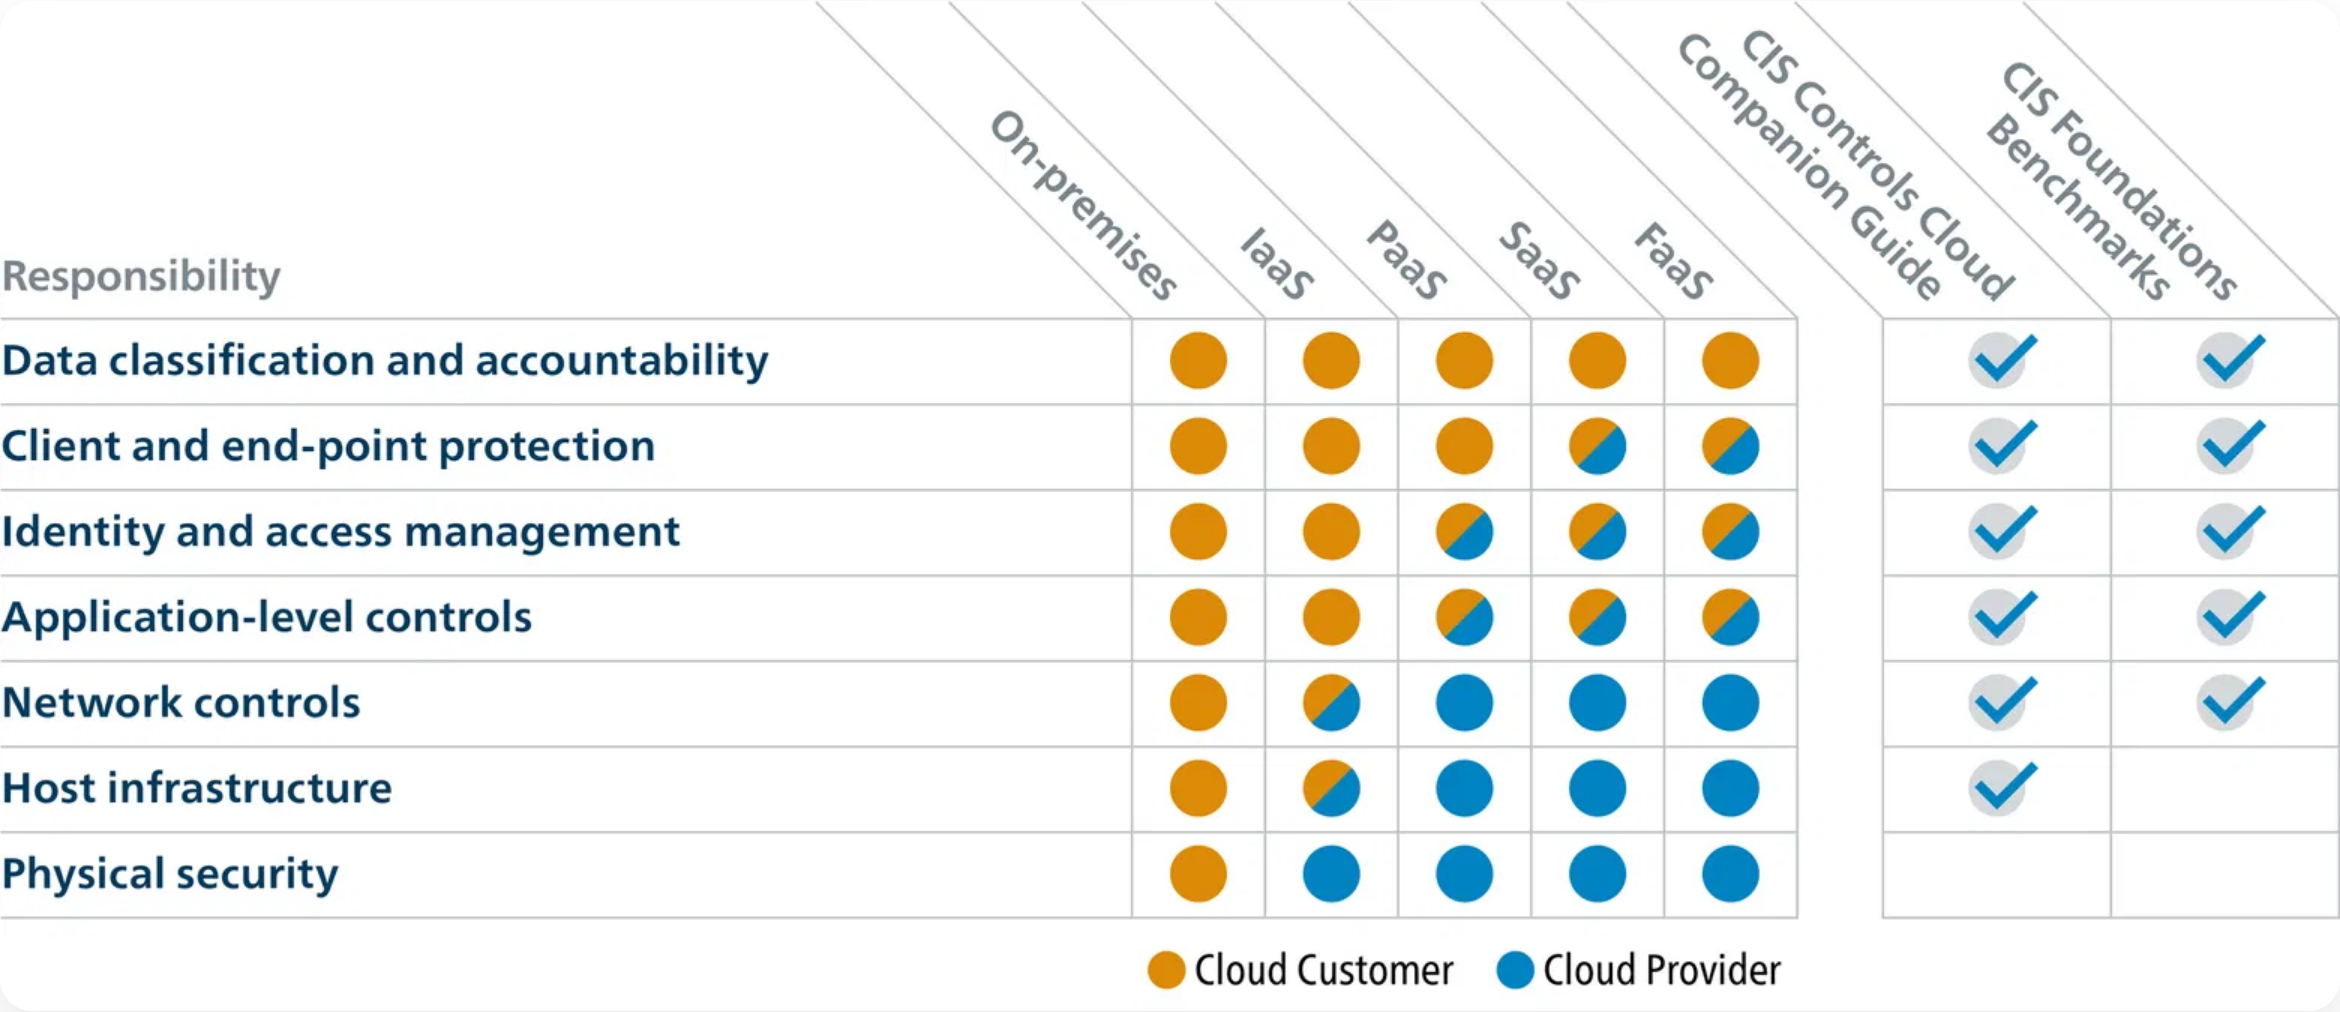 On-premises
IaaS
PaaS
SaaS
FaaS
CIS Controls Cloud
Companion Guide
CIS Foundations
Benchmarks
Responsibility
Data classification and accountability
Client and end-point protection
Identity and access management
Application-level controls
Network controls
Host infrastructure
Physical security
Cloud Customer
Cloud Provider